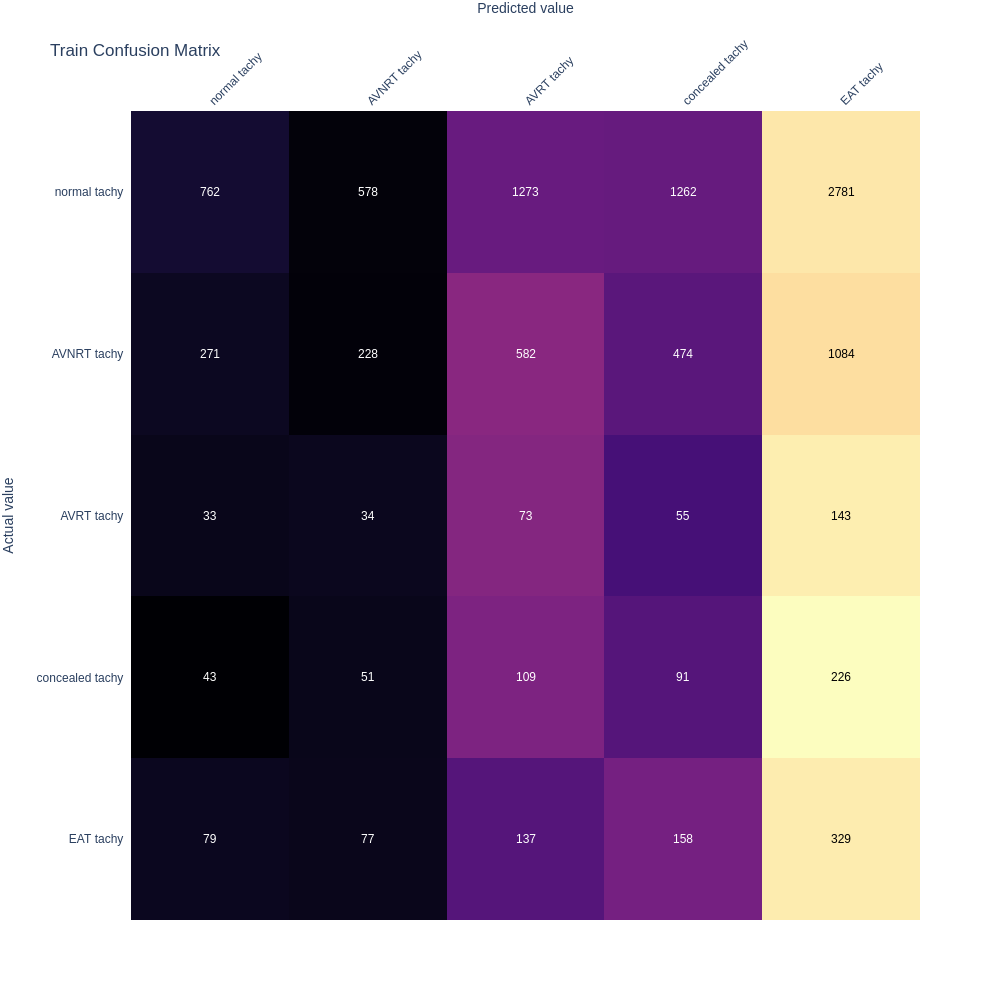 Predicted value
Train Confusion Matrix
normal tachy
AVNRT tachy
AVRT tachy
concealed tachy
EAT tachy
normal tachy 762 578 1273 1262 2781
AVNRT tachy 271 228 582 474 1084
Actual value
AVRT tachy 33 34 73 55 143
concealed tachy 43 51 109 91 226
EAT tachy 79 77 137 158 329